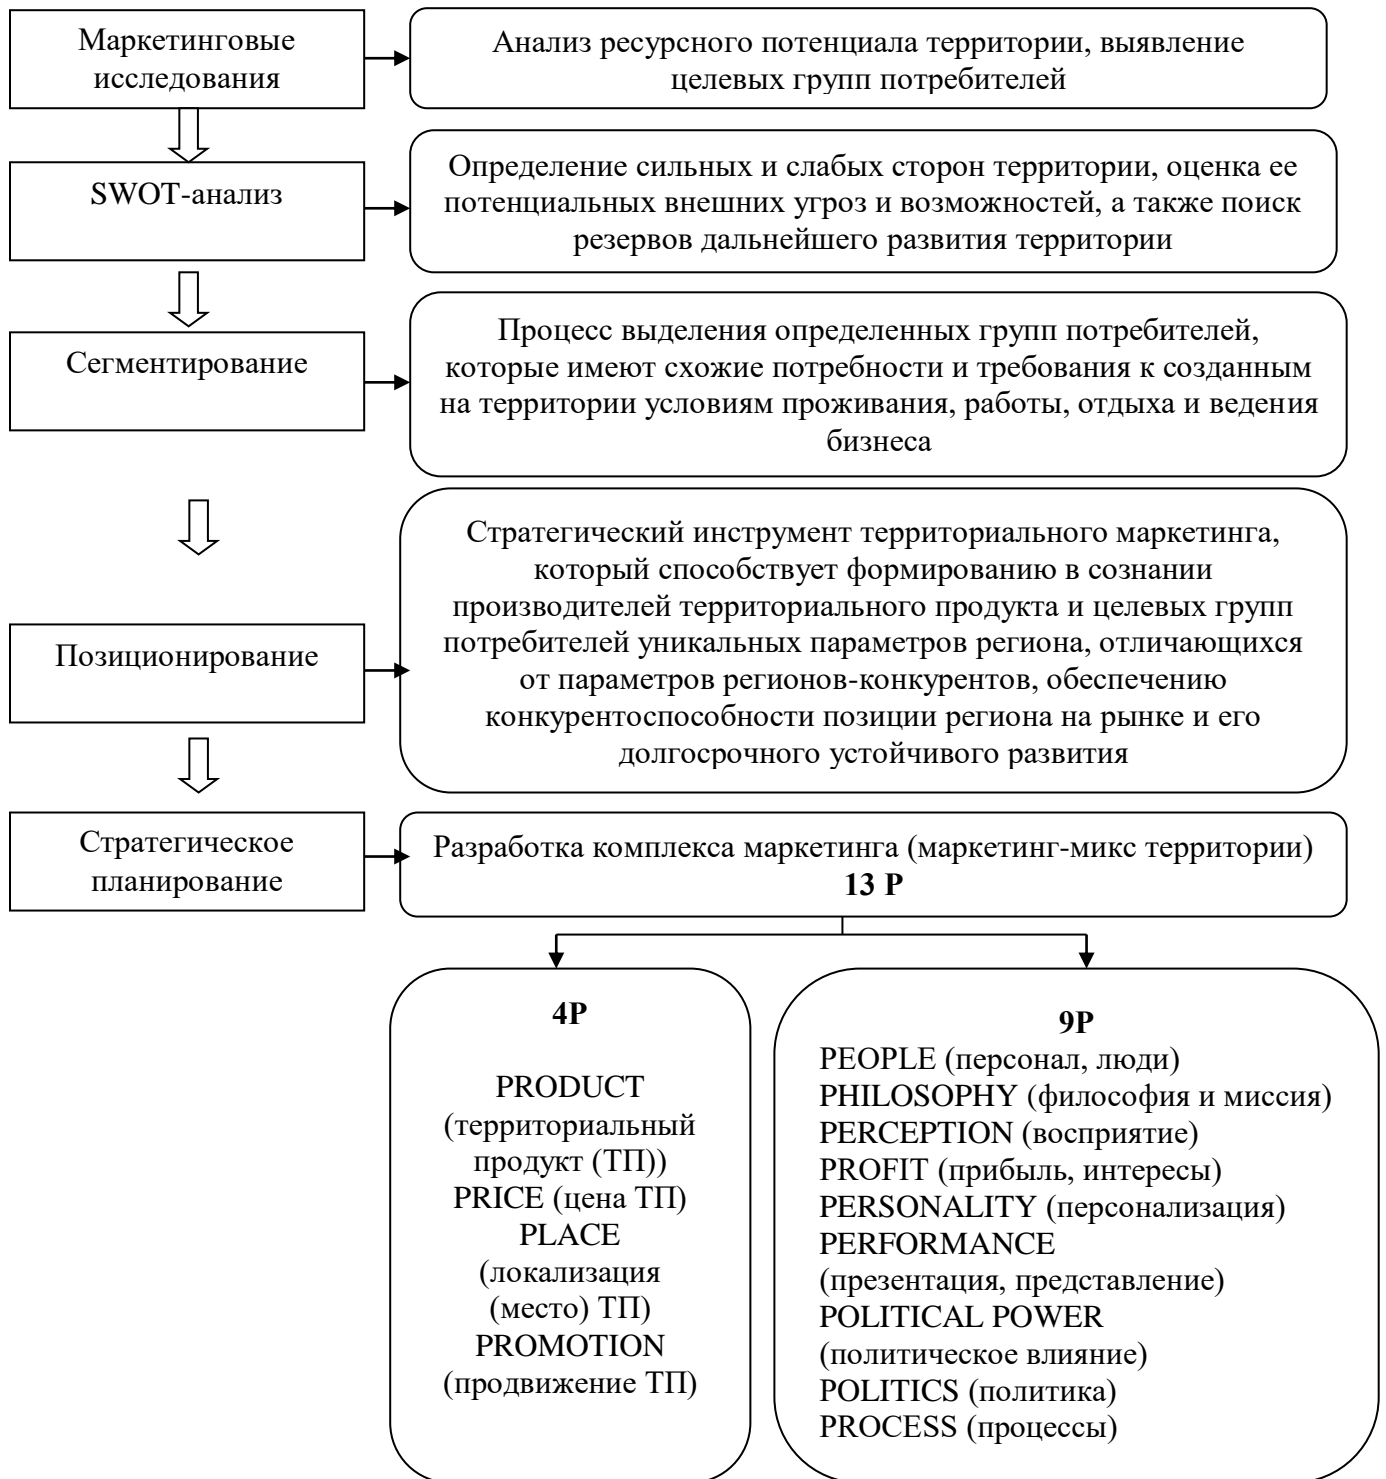 Маркетинговые
исследования
Анализ ресурсного потенциала территории, выявление
целевых групп потребителей
SWOT-анализ
Определение сильных и слабых сторон территории, оценка ее
потенциальных внешних угроз и возможностей, а также поиск
резервов дальнейшего развития территории
Сегментирование
Процесс выделения определенных групп потребителей,
которые имеют схожие потребности и требования к созданным
на территории условиям проживания, работы, отдыха и ведения
бизнеса
Позиционирование
Стратегический инструмент территориального маркетинга,
который способствует формированию в сознании
производителей территориального продукта и целевых групп
потребителей уникальных параметров региона, отличающихся
от параметров регионов-конкурентов, обеспечению
конкурентоспособности позиции региона на рынке и его
долгосрочного устойчивого развития
Стратегическое
планирование
Разработка комплекса маркетинга (маркетинг-микс территории)
13 Р
4Р
PRODUCT
(территориальный
продукт (ТП))
PRICE (цена ТП)
PLACE
(локализация
(место) ТП)
PROMOTION
(продвижение ТП)
9Р
PEOPLE (персонал, люди)
PHILOSOPHY (философия и миссия)
PERCEPTION (восприятие)
PROFIT (прибыль, интересы)
PERSONALITY (персонализация)
PERFORMANCE
(презентация, представление)
POLITICAL POWER
(политическое влияние)
POLITICS (политика)
PROCESS (процессы)